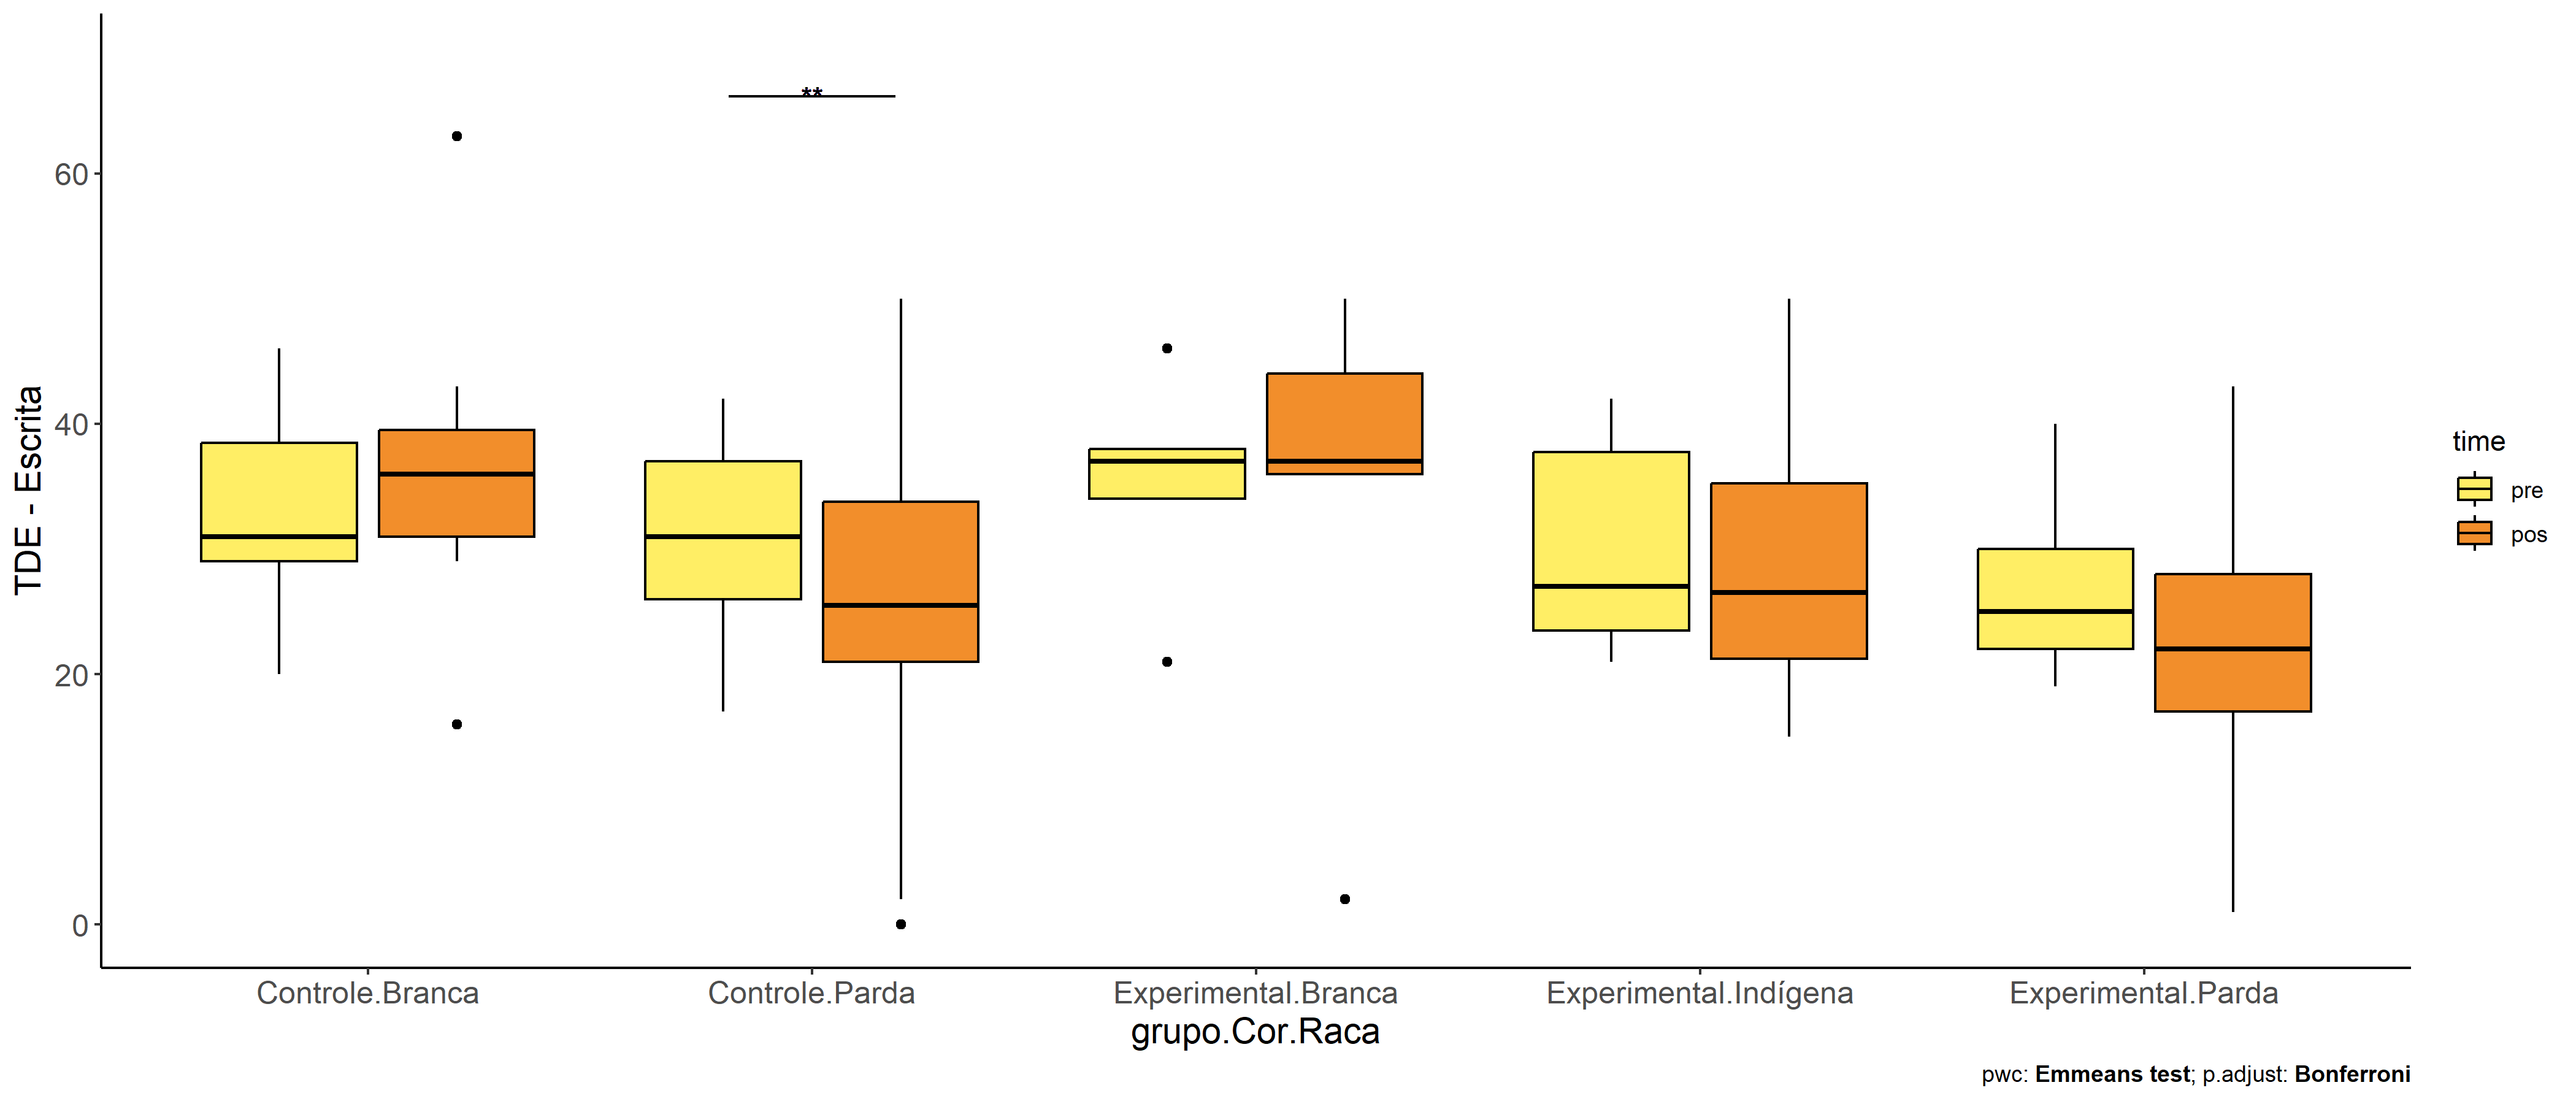 **
TDE - Escrita
60
40
20
0
Controle.Branca
Controle.Parda
Experimental.Branca
Experimental.Indígena
Experimental.Parda
grupo.Cor.Raca
time
pre
pos
pwc: Emmeans test; p.adjust: Bonferroni